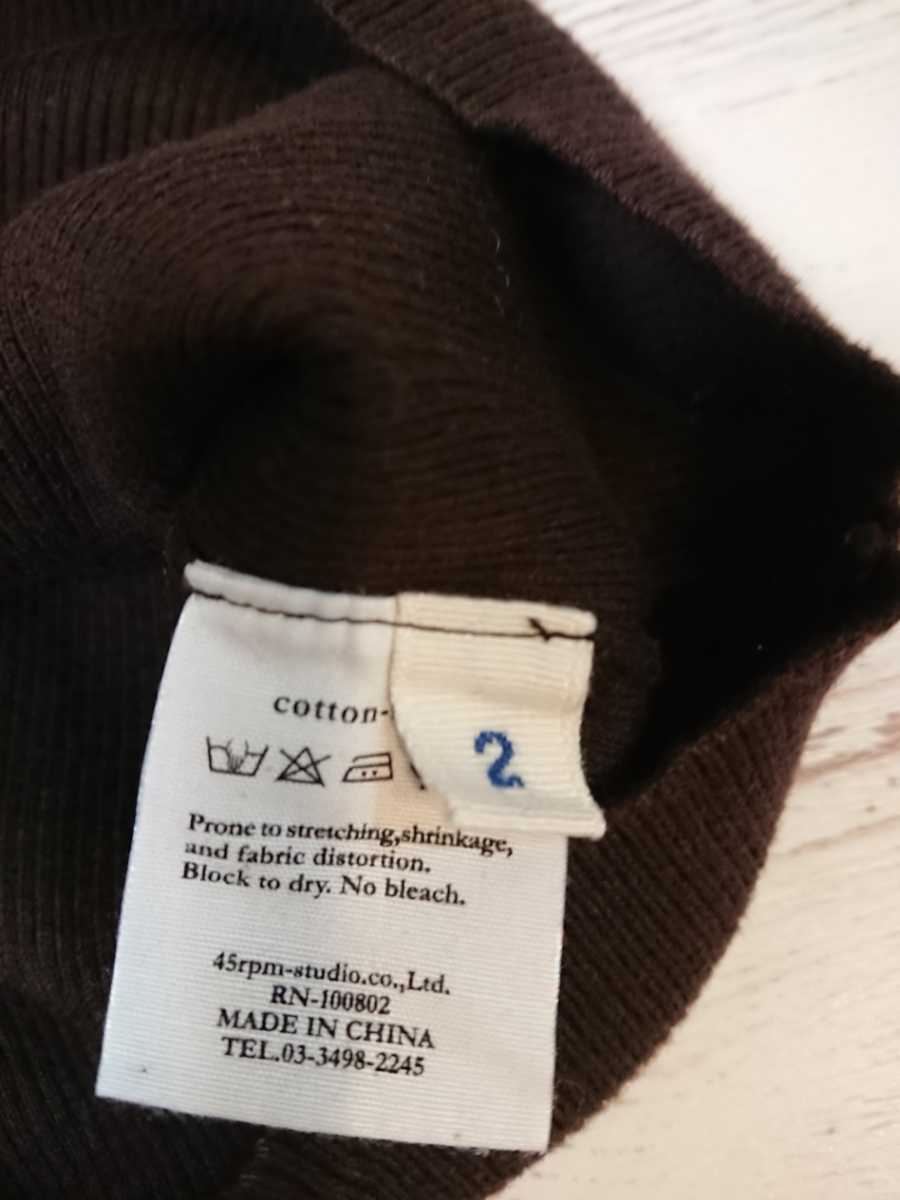 cotton-
2
Prone to stretching,shrinkage,
and fabric distortion.
Block to dry. No bleach.
45rpm-studio.co.,Ltd.
RN-100802
MADE IN CHINA
TEL.03-3498-2245